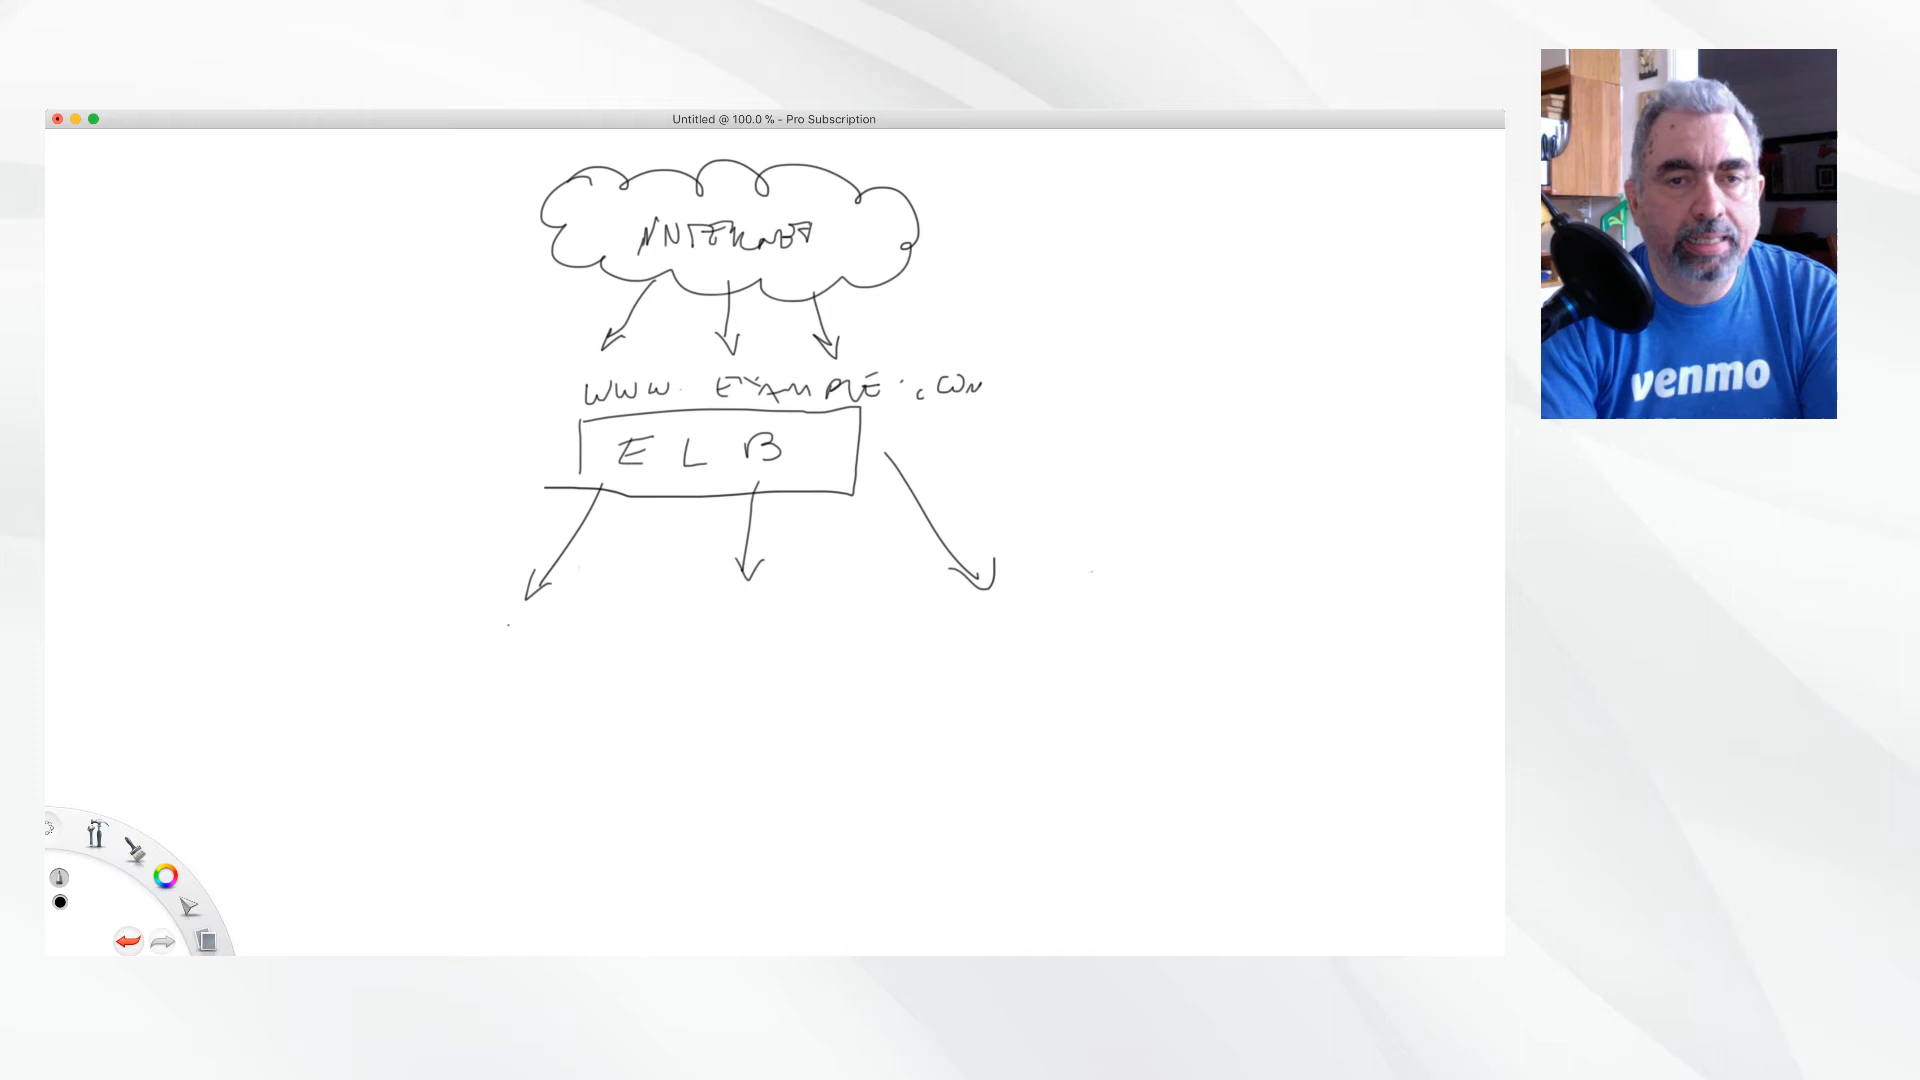 Untitled @ 100.0 % - Pro Subscription
INTERNET
WWW. EXAMPLE.COM
ELB
venmo